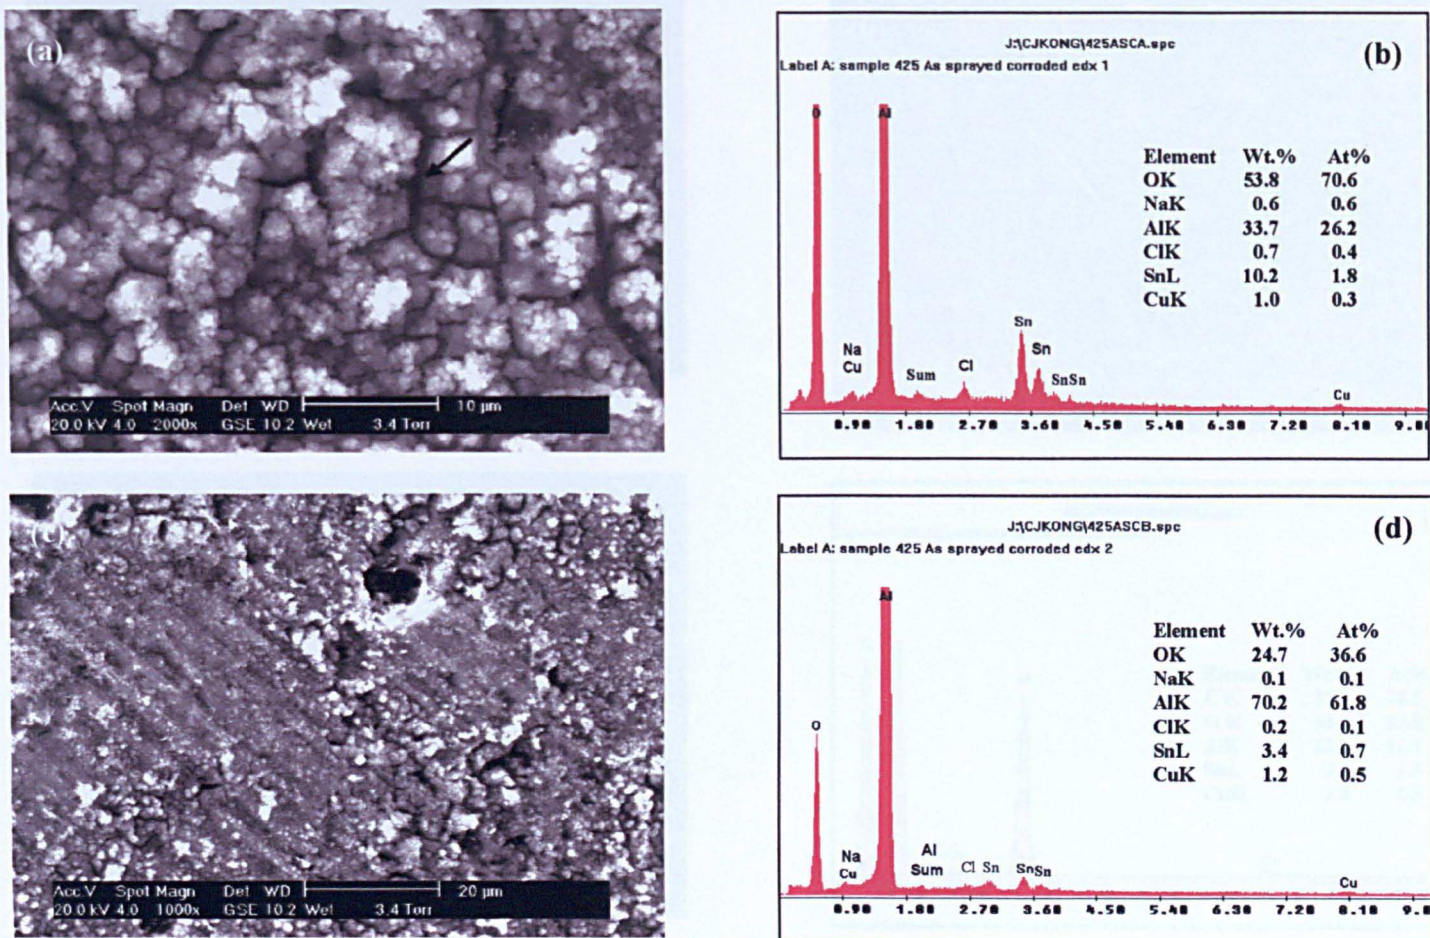 (a)
Acc.V Spot Magn Det WD 10 µm
20.0 kV 4.0 2000x GSE 10.2 Wet 3.4 Torr
J:\CJKONG\425ASCA.spc
(b)
Label A: sample 425 As sprayed corroded edx 1
O Al
Element Wt.% At%
OK 53.8 70.6
NaK 0.6 0.6
AlK 33.7 26.2
ClK 0.7 0.4
SnL 10.2 1.8
CuK 1.0 0.3
Sn
Na Sn
Cu Sum Cl SnSn
Cu
0.90 1.80 2.70 3.60 4.50 5.40 6.30 7.20 8.10 9.00
(c)
Acc.V Spot Magn Det WD 20 µm
20.0 kV 4.0 1000x GSE 10.2 Wet 3.4 Torr
J:\CJKONG\425ASCB.spc
(d)
Label A: sample 425 As sprayed corroded edx 2
Al
Element Wt.% At%
OK 24.7 36.6
NaK 0.1 0.1
AlK 70.2 61.8
ClK 0.2 0.1
SnL 3.4 0.7
CuK 1.2 0.5
O
Na Al
Cu Sum Cl Sn SnSn
Cu
0.90 1.80 2.70 3.60 4.50 5.40 6.30 7.20 8.10 9.0